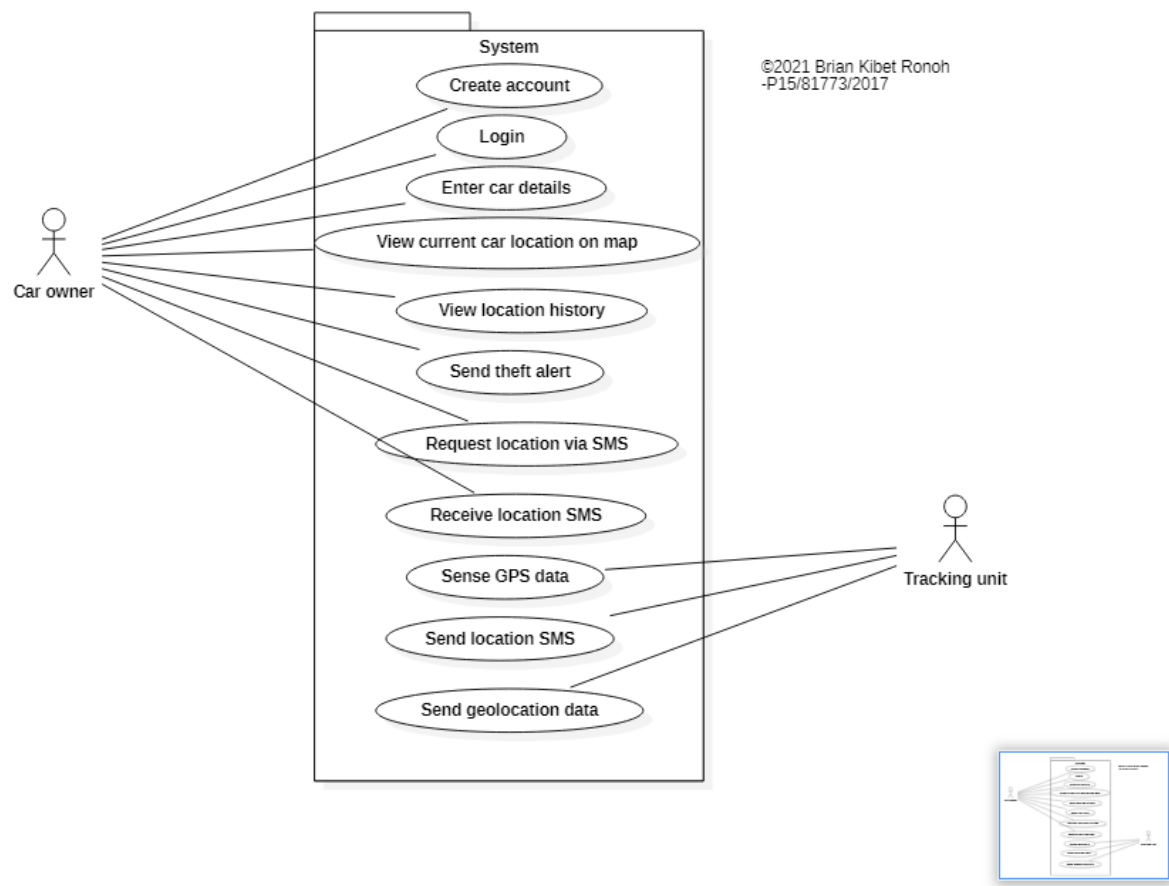 System
©2021 Brian Kibet Ronoh
-P15/81773/2017
Create account
Login
Enter car details
View current car location on map
Car owner
View location history
Send theft alert
Request location via SMS
Receive location SMS
Sense GPS data
Tracking unit
Send location SMS
Send geolocation data